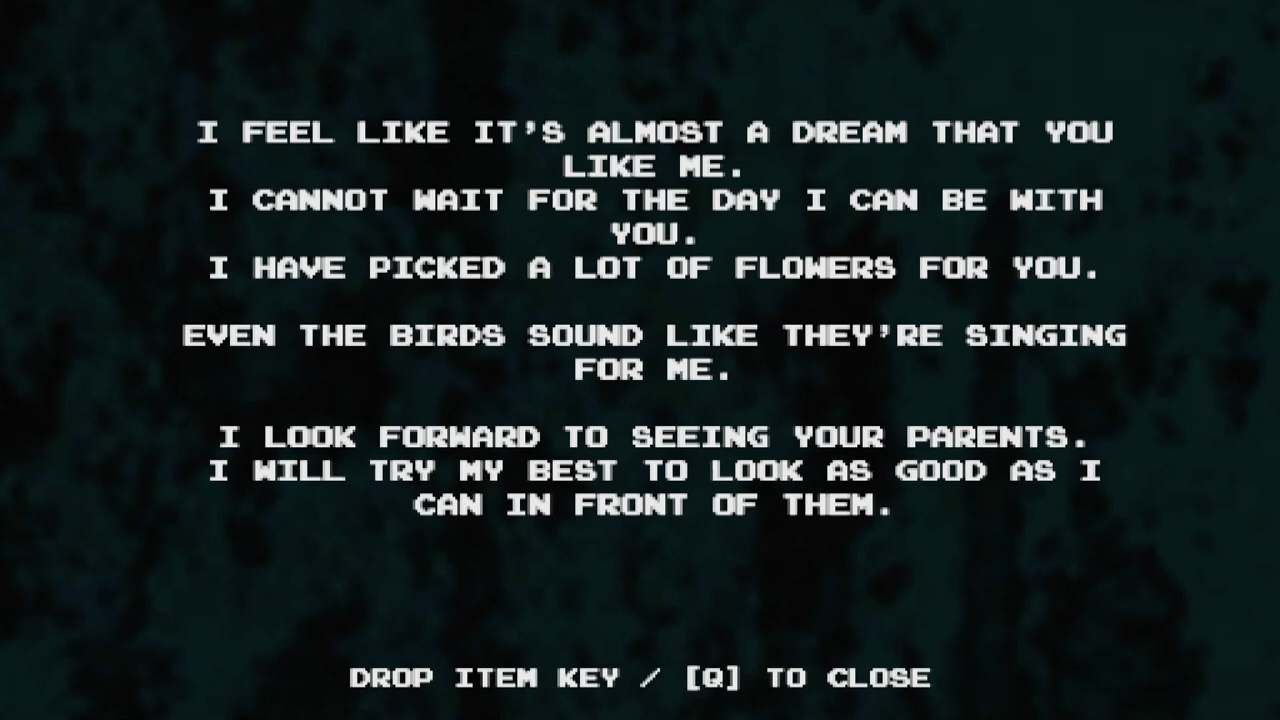 I FEEL LIKE IT'S ALMOST A DREAM THAT YOU
LIKE ME.
I CANNOT WAIT FOR THE DAY I CAN BE WITH
YOU.
I HAVE PICKED A LOT OF FLOWERS FOR YOU.
EVEN THE BIRDS SOUND LIKE THEY'RE SINGING
FOR ME.
I LOOK FORWARD TO SEEING YOUR PARENTS.
I WILL TRY MY BEST TO LOOK AS GOOD AS I
CAN IN FRONT OF THEM.
DROP ITEM KEY / [Q] TO CLOSE